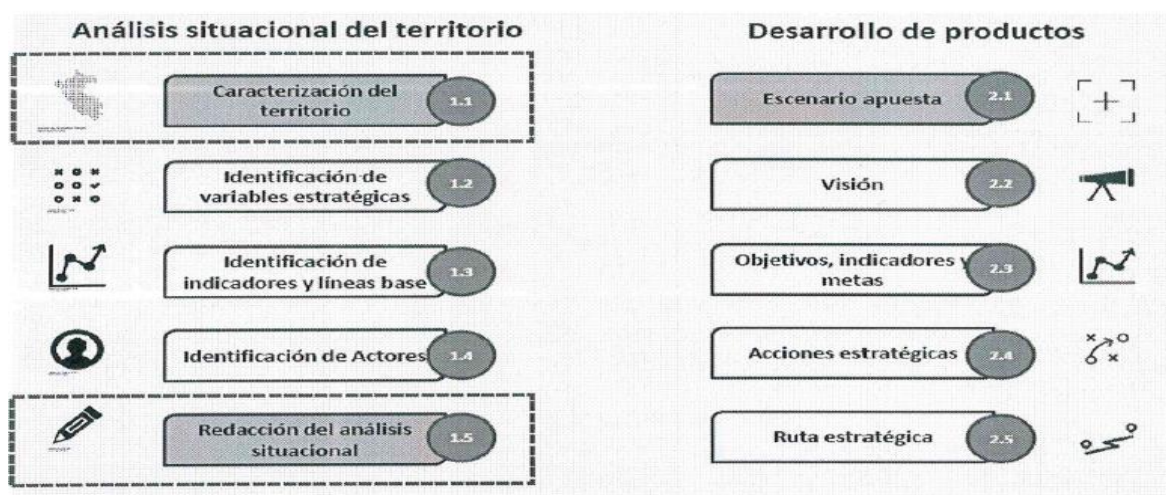 Análisis situacional del territorio
Caracterización del
territorio
1.1
Identificación de
variables estratégicas
1.2
Identificación de
indicadores y líneas base
1.3
Identificación de Actores
1.4
Redacción del análisis
situacional
1.5
Desarrollo de productos
Escenario apuesta
2.1
Visión
2.2
Objetivos, indicadores y
metas
2.3
Acciones estratégicas
2.4
Ruta estratégica
2.5